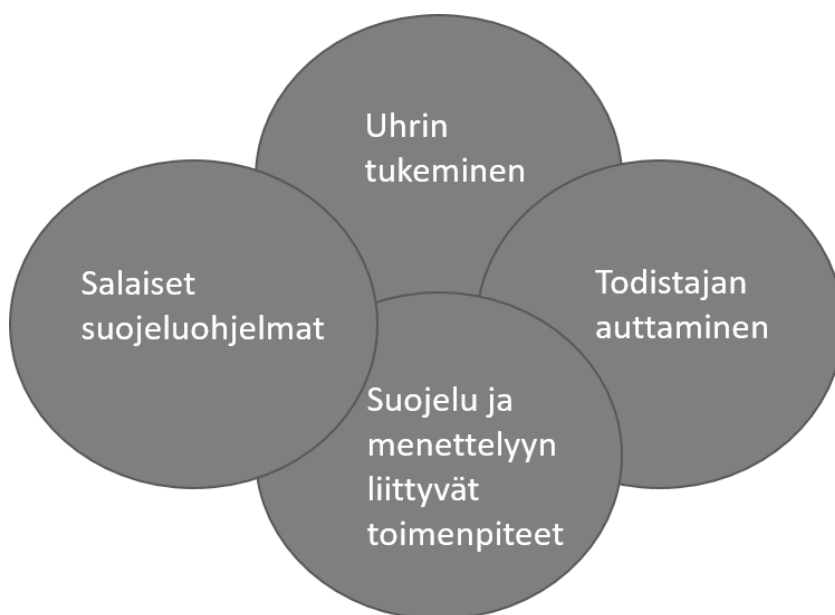 Uhrin
tukeminen
Salaiset
suojeluohjelmat
Todistajan
auttaminen
Suojelu ja
menettelyyn
liittyvät
toimenpiteet